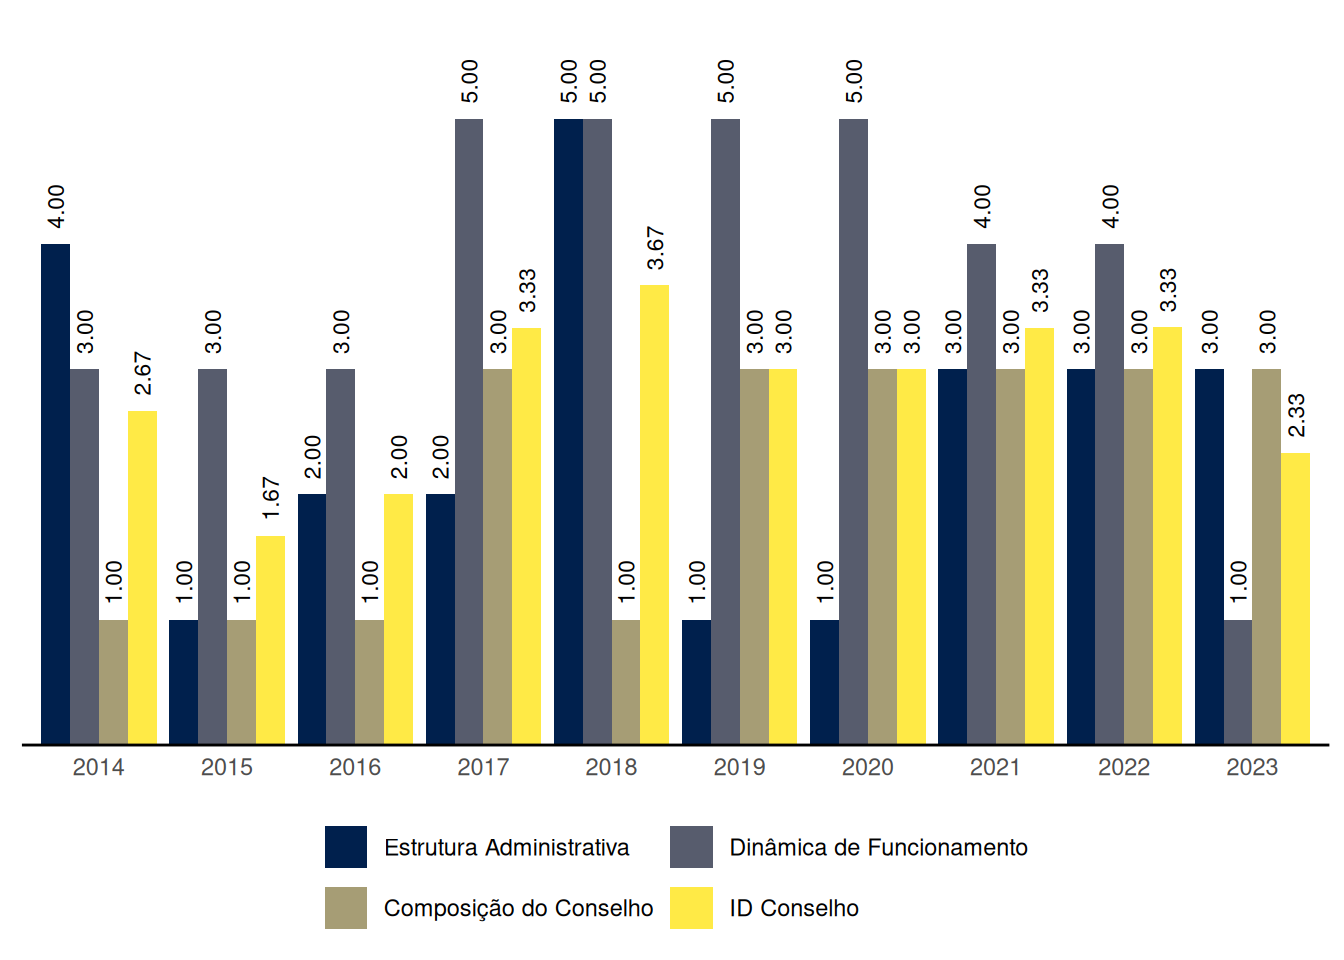 4.00 3.00 1.00 2.67
1.00 3.00 1.00 1.67
2.00 3.00 1.00 2.00
2.00 5.00 3.00 3.33
5.00 5.00 1.00 3.67
1.00 5.00 3.00 3.00
1.00 5.00 3.00 3.00
3.00 4.00 3.00 3.33
3.00 4.00 3.00 3.33
3.00 1.00 3.00 2.33
2014 2015 2016 2017 2018 2019 2020 2021 2022 2023
Estrutura Administrativa Dinâmica de Funcionamento
Composição do Conselho ID Conselho